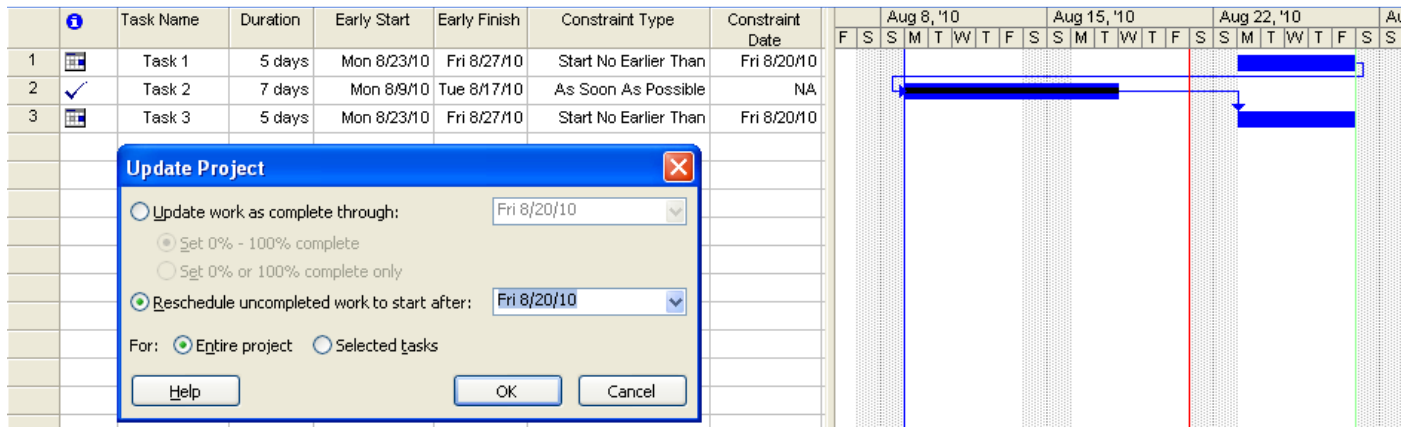 Task Name Duration Early Start Early Finish Constraint Type Constraint Date Aug 8, '10 Aug 15, '10 Aug 22, '10 Au
F S S M T W T F S S M T W T F S S M T W T F S S
1 Task 1 5 days Mon 8/23/10 Fri 8/27/10 Start No Earlier Than Fri 8/20/10
2 Task 2 7 days Mon 8/9/10 Tue 8/17/10 As Soon As Possible NA
3 Task 3 5 days Mon 8/23/10 Fri 8/27/10 Start No Earlier Than Fri 8/20/10
Update Project
Update work as complete through: Fri 8/20/10
Set 0% - 100% complete
Set 0% or 100% complete only
Reschedule uncompleted work to start after: Fri 8/20/10
For: Entire project Selected tasks
Help OK Cancel